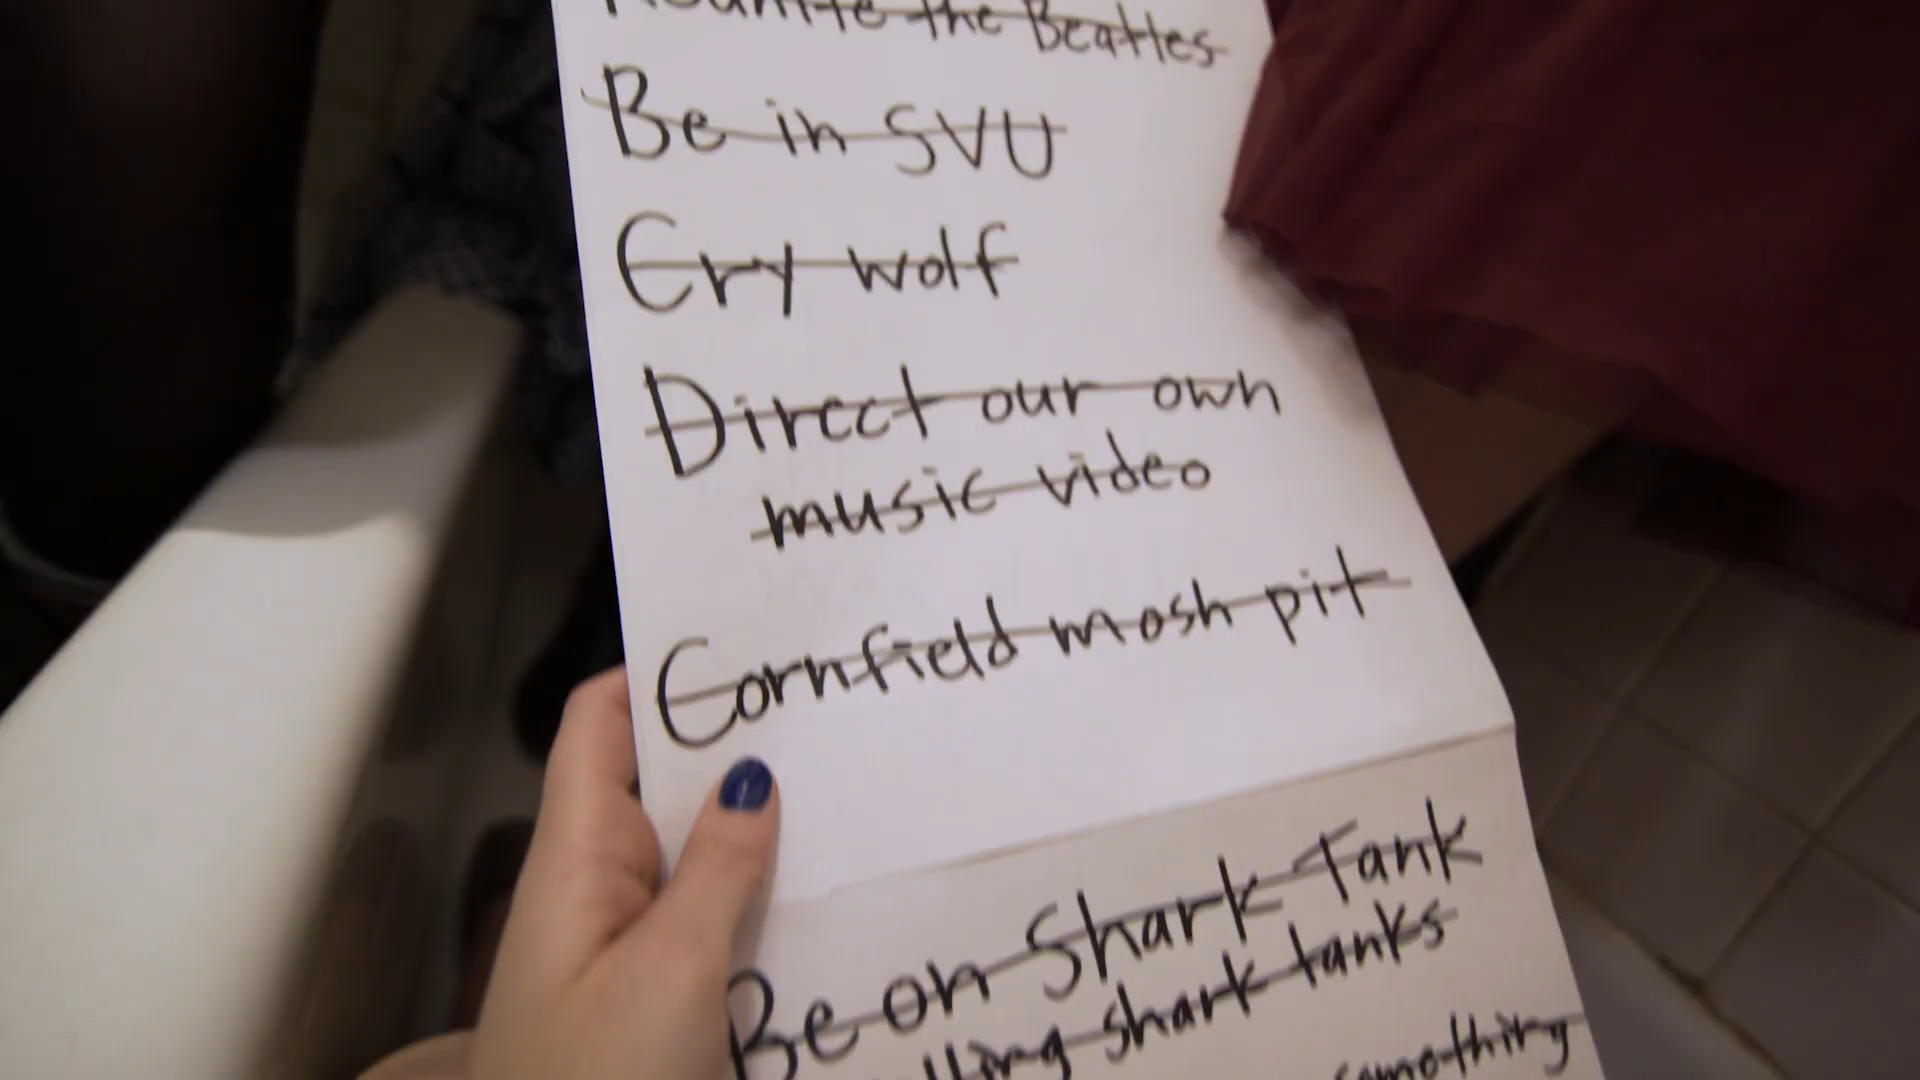 the Beatles
Be in SVU
Cry wolf
Direct our own
music video
Cornfield mosh pit
Be on Shark Tank
shark tanks
something